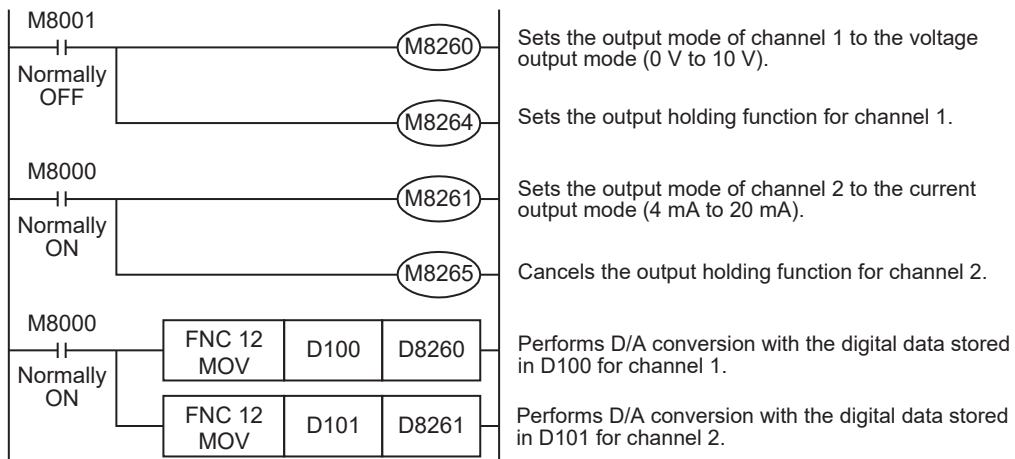 M8001
Normally
OFF
M8260
Sets the output mode of channel 1 to the voltage
output mode (0 V to 10 V).
M8264
Sets the output holding function for channel 1.
M8000
Normally
ON
M8261
Sets the output mode of channel 2 to the current
output mode (4 mA to 20 mA).
M8265
Cancels the output holding function for channel 2.
M8000
Normally
ON
FNC 12
MOV
D100
D8260
Performs D/A conversion with the digital data stored
in D100 for channel 1.
FNC 12
MOV
D101
D8261
Performs D/A conversion with the digital data stored
in D101 for channel 2.